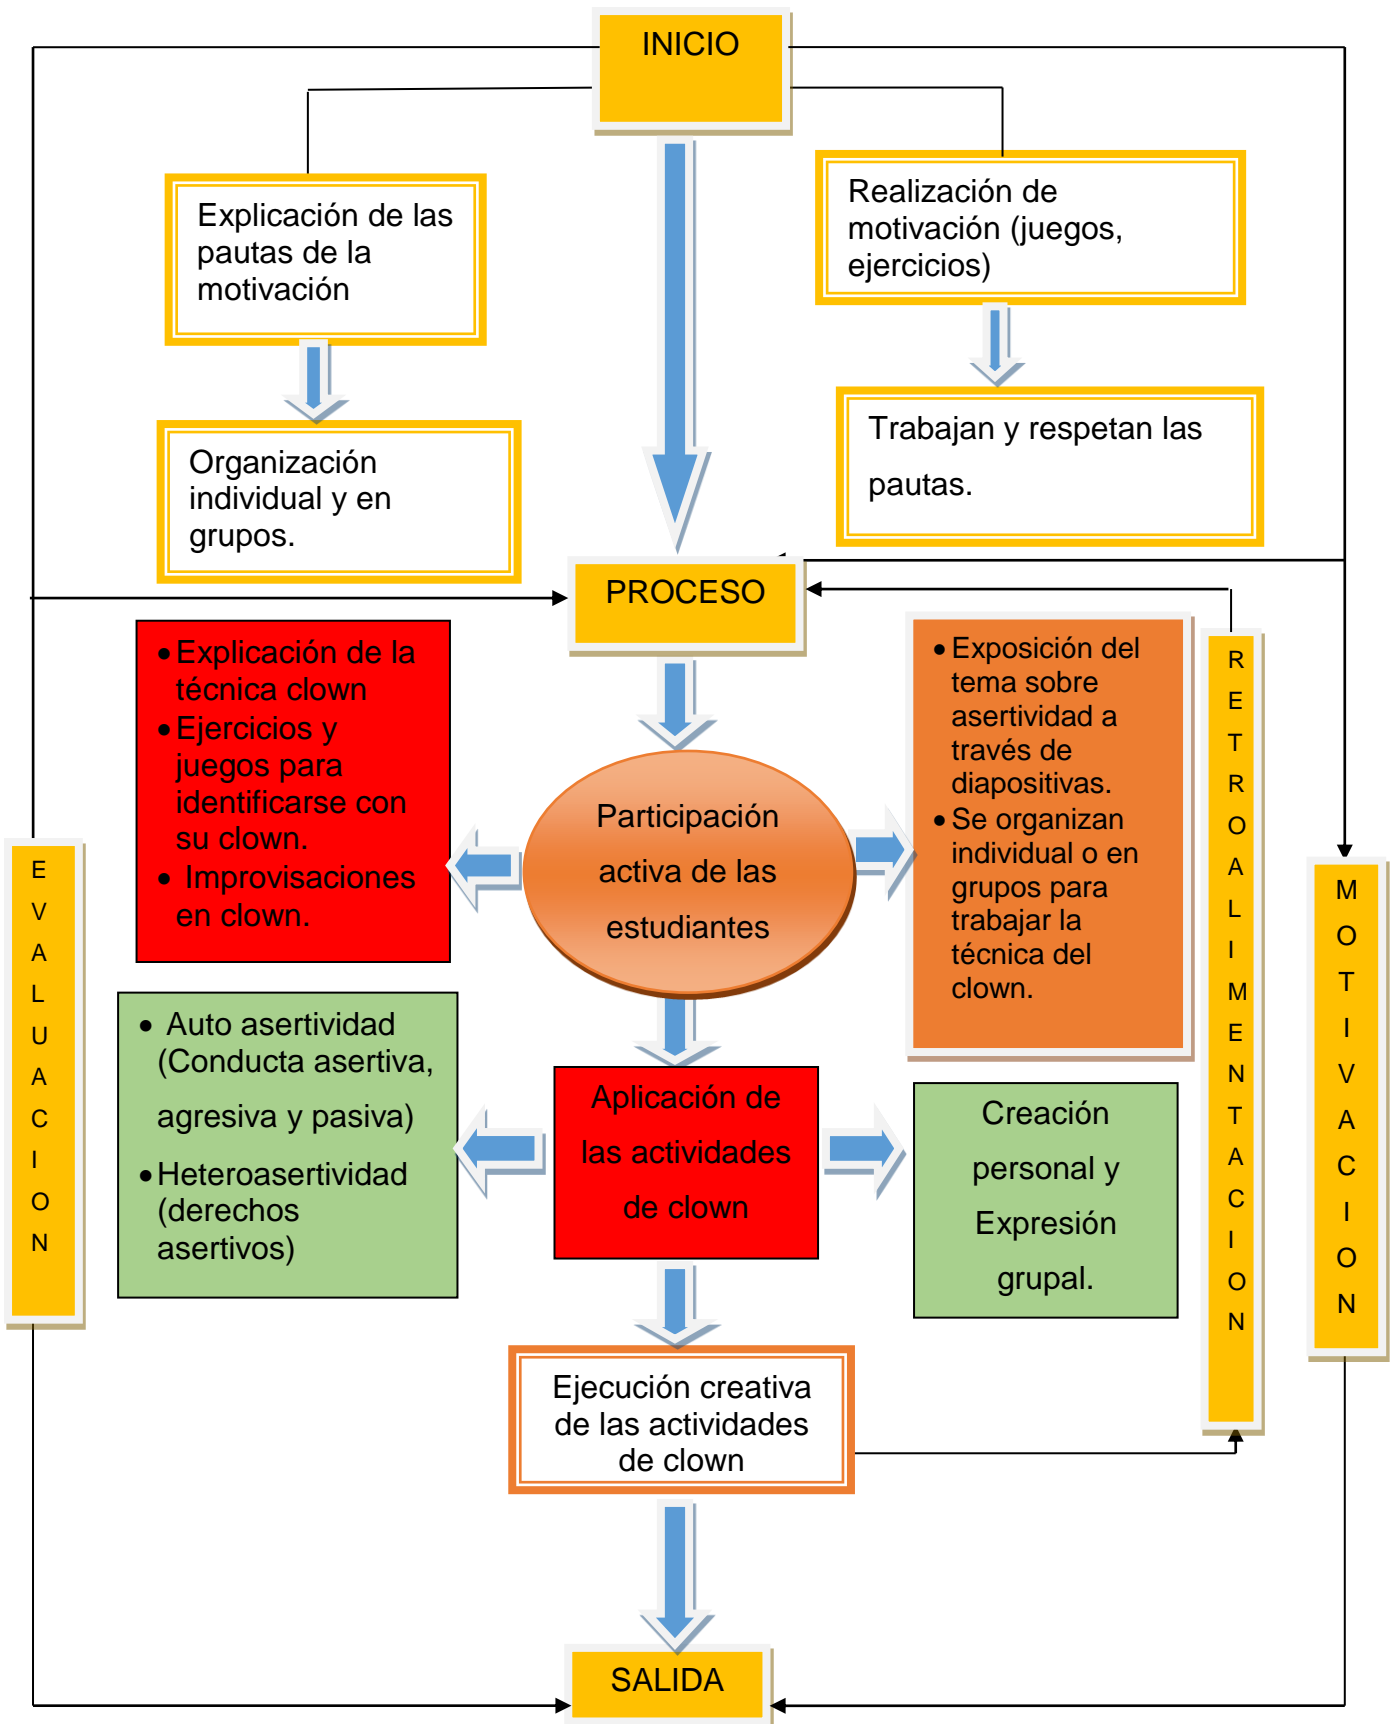 INICIO
Explicación de las
pautas de la
motivación
Realización de
motivación (juegos,
ejercicios)
Organización
individual y en
grupos.
Trabajan y respetan las
pautas.
PROCESO
• Explicación de la
técnica clown
• Ejercicios y
juegos para
identificarse con
su clown.
• Improvisaciones
en clown.
Participación
activa de las
estudiantes
• Exposición del
tema sobre
asertividad a
través de
diapositivas.
• Se organizan
individual o en
grupos para
trabajar la
técnica del
clown.
• Auto asertividad
(Conducta asertiva,
agresiva y pasiva)
• Heteroasertividad
(derechos
asertivos)
Aplicación de
las actividades
de clown
Creación
personal y
Expresión
grupal.
Ejecución creativa
de las actividades
de clown
SALIDA
EVALUACION
RETROALIMENTACION
MOTIVACION